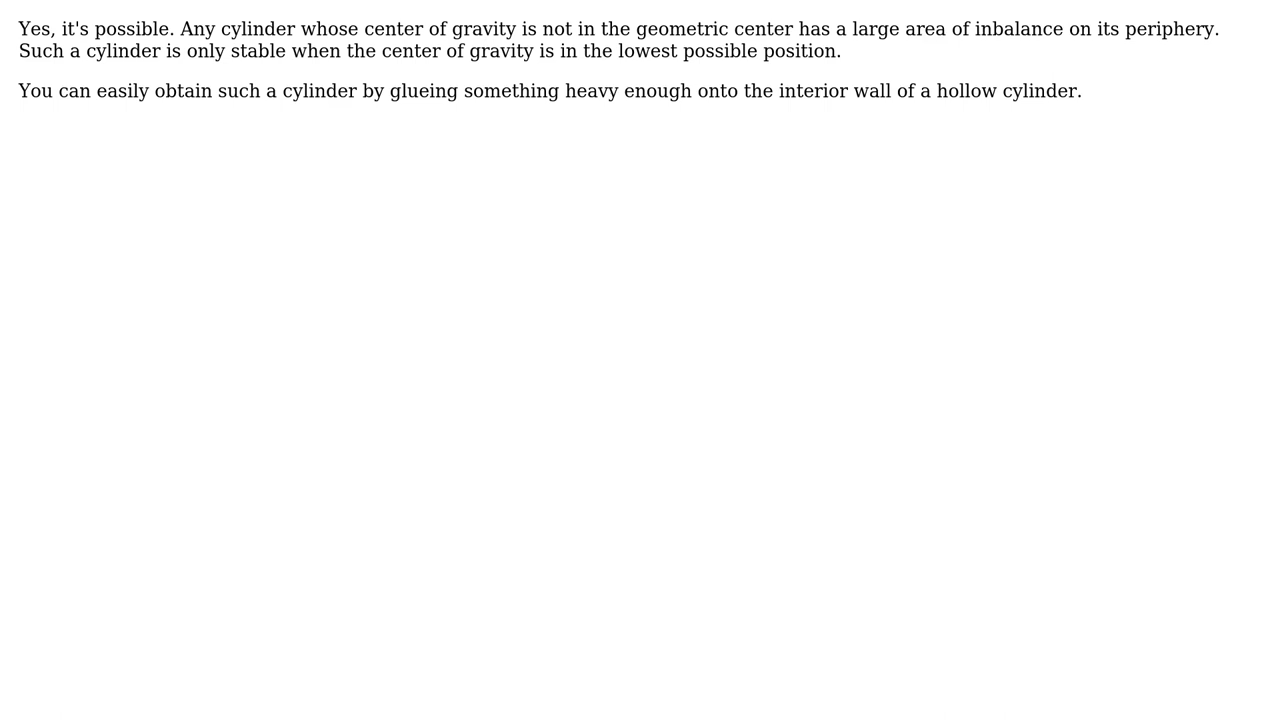 Yes, it's possible. Any cylinder whose center of gravity is not in the geometric center has a large area of inbalance on its periphery.
Such a cylinder is only stable when the center of gravity is in the lowest possible position.
You can easily obtain such a cylinder by glueing something heavy enough onto the interior wall of a hollow cylinder.